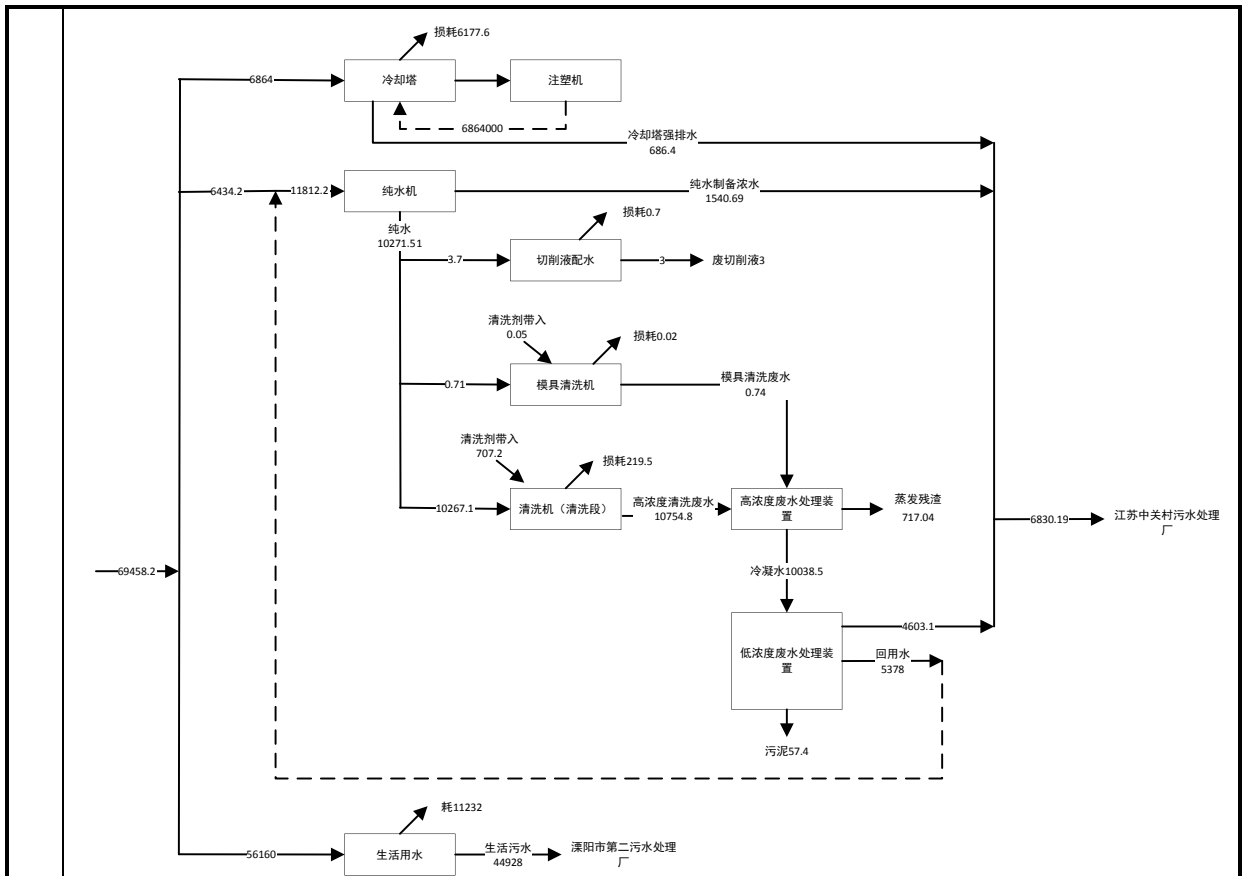 损耗6177.6
6864
冷却塔
注塑机
6864000
冷却塔强排水
686.4
6434.2
11812.2
纯水机
纯水制备浓水
1540.69
纯水
10271.51
损耗0.7
3.7
切削液配水
3
废切削液3
清洗剂带入
0.05
损耗0.02
0.71
模具清洗机
模具清洗废水
0.74
清洗剂带入
707.2
损耗219.5
10267.1
清洗机（清洗段）
高浓度清洗废水
10754.8
高浓度废水处理装
置
蒸发残渣
717.04
6830.19
江苏中关村污水处理
厂
69458.2
冷凝水10038.5
低浓度废水处理装
置
4603.1
回用水
5378
污泥57.4
耗11232
56160
生活用水
生活污水
44928
溧阳市第二污水处理
厂